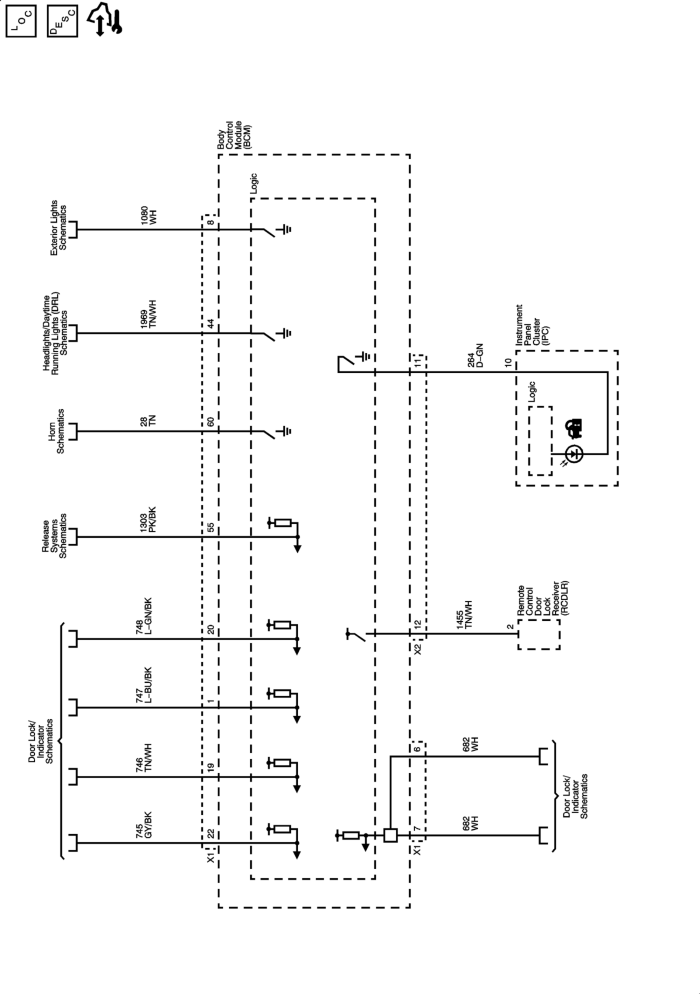 LOC
DESC
Body
Control
Module
(BCM)
Logic
Exterior Lights
Schematics
1080
WH
8
Headlights/Daytime
Running Lights (DRL)
Schematics
1969
TN/WH
44
Horn
Schematics
28
TN
60
Release
Systems
Schematics
1303
PK/BK
55
Door Lock/
Indicator
Schematics
748
L-GN/BK
20
747
L-BU/BK
1
746
TN/WH
19
745
GY/BK
22
X1
11
264
D-GN
10
Instrument
Panel
Cluster
(IPC)
Logic
12
X2
1455
TN/WH
2
Remote
Control
Door
Lock
Receiver
(RCDLR)
6
682
WH
7
X1
682
WH
Door Lock/
Indicator
Schematics